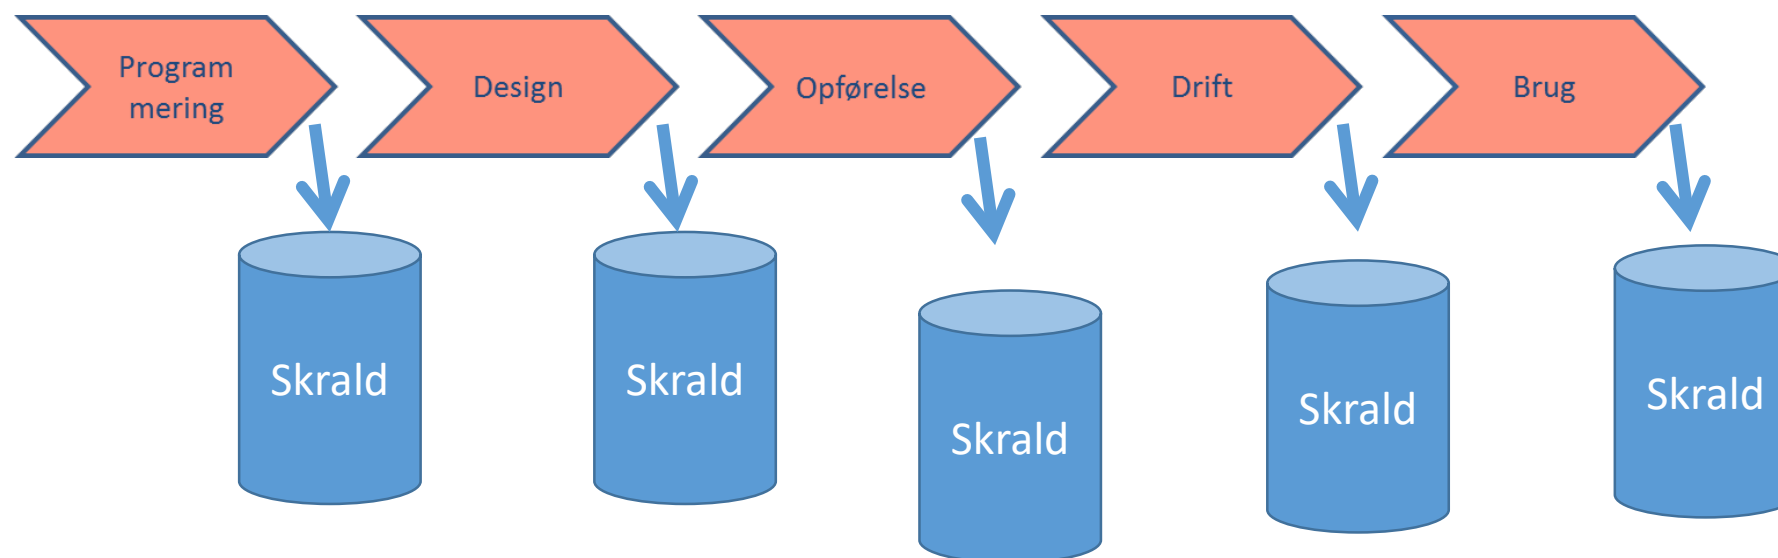 Program
mering
Design
Opførelse
Drift
Brug
Skrald
Skrald
Skrald
Skrald
Skrald